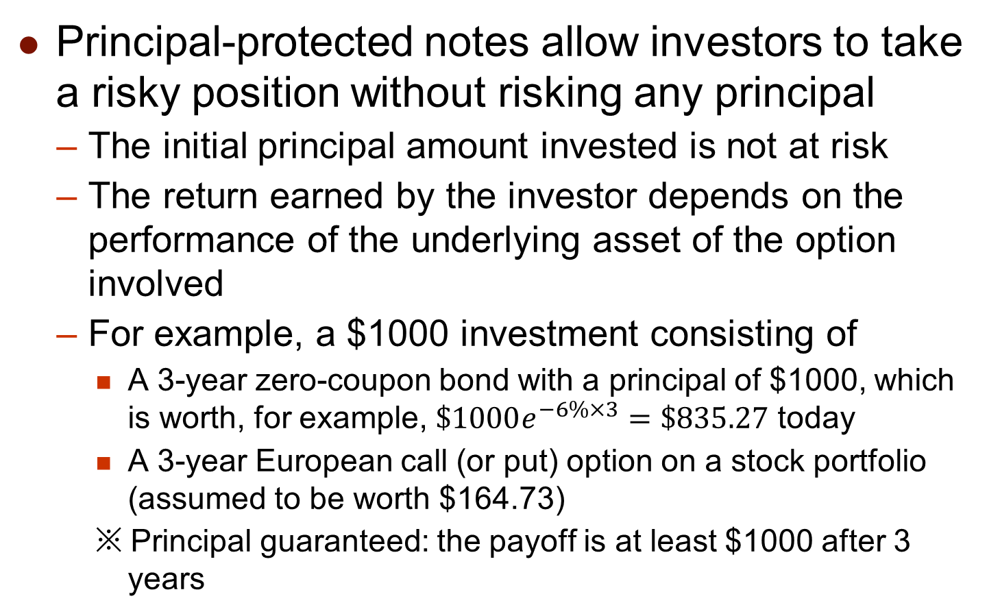 ● Principal-protected notes allow investors to take
a risky position without risking any principal
– The initial principal amount invested is not at risk
– The return earned by the investor depends on the
performance of the underlying asset of the option
involved
– For example, a $1000 investment consisting of
■ A 3-year zero-coupon bond with a principal of $1000, which
is worth, for example, $1000𝑒^−6%×3 = $835.27 today
■ A 3-year European call (or put) option on a stock portfolio
(assumed to be worth $164.73)
※ Principal guaranteed: the payoff is at least $1000 after 3
years